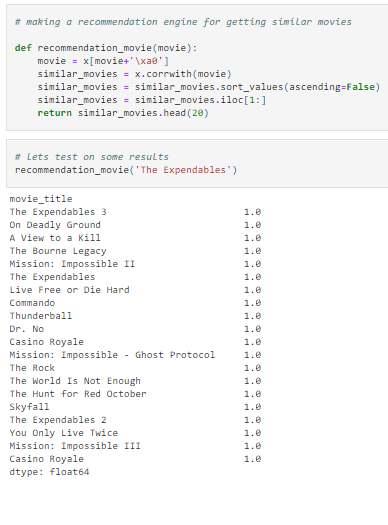 # making a recommendation engine for getting similar movies
def recommendation_movie(movie):
    movie = x[movie+'\xa0']
    similar_movies = x.corrwith(movie)
    similar_movies = similar_movies.sort_values(ascending=False)
    similar_movies = similar_movies.iloc[1:]
    return similar_movies.head(20)
# lets test on some results
recommendation_movie('The Expendables')
movie_title
The Expendables 3 1.0
On Deadly Ground 1.0
A View to a Kill 1.0
The Bourne Legacy 1.0
Mission: Impossible II 1.0
The Expendables 1.0
Live Free or Die Hard 1.0
Commando 1.0
Thunderball 1.0
Dr. No 1.0
Casino Royale 1.0
Mission: Impossible - Ghost Protocol 1.0
The Rock 1.0
The World Is Not Enough 1.0
The Hunt for Red October 1.0
Skyfall 1.0
The Expendables 2 1.0
You Only Live Twice 1.0
Mission: Impossible III 1.0
Casino Royale 1.0
dtype: float64